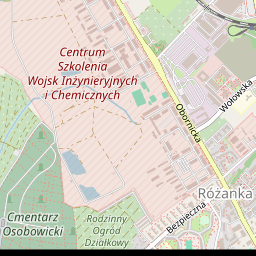 Centrum
Szkolenia
Wojsk Inżynieryjnych
i Chemicznych
Obornicka
Wołowska
Różanka
Bezpieczna
Cmentarz
Osobowicki
Rodzinny
Ogród
Działkowy